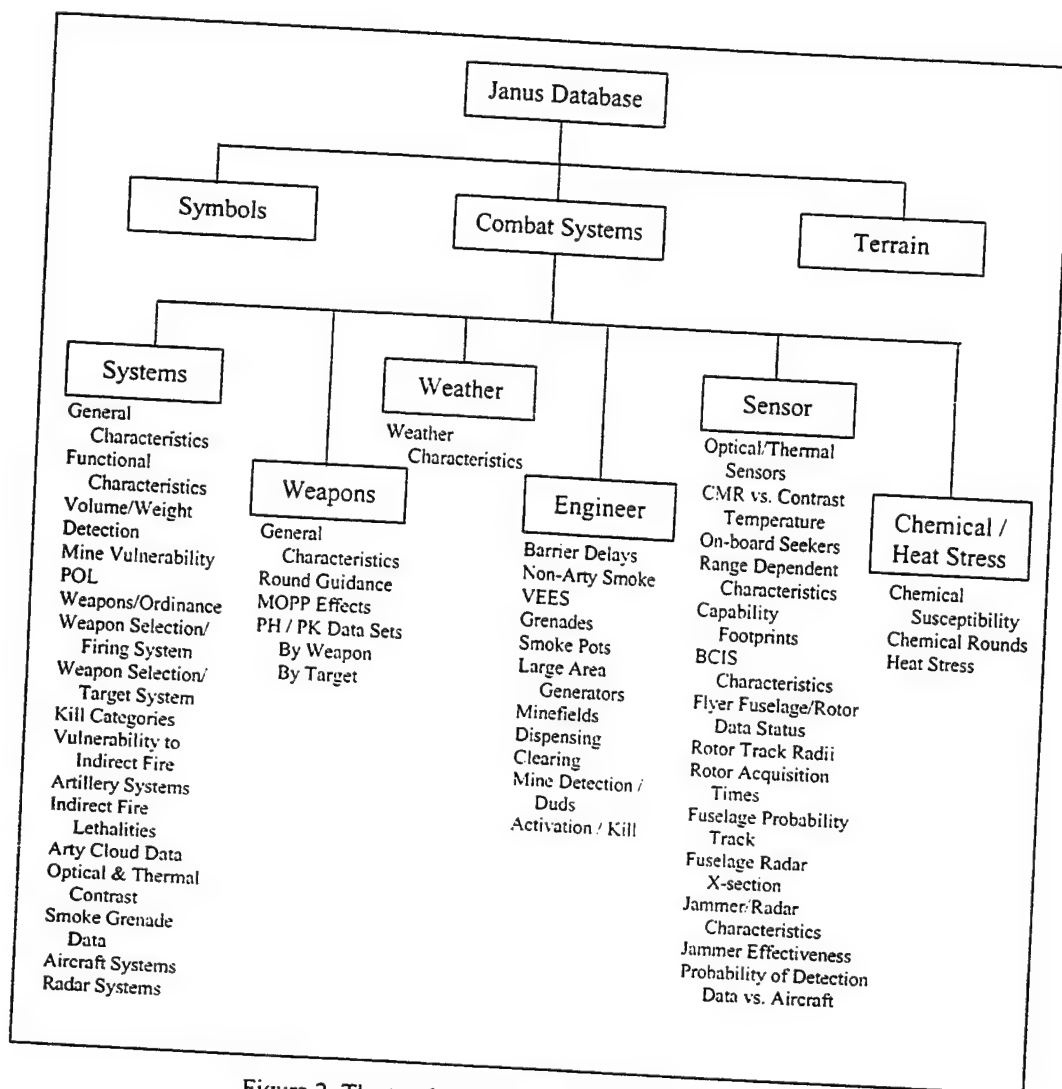 Janus Database
Symbols
Combat Systems
Terrain
Systems
General
Characteristics
Functional
Characteristics
Volume/Weight
Detection
Mine Vulnerability
POL
Weapons/Ordinance
Weapon Selection/
Firing System
Weapon Selection/
Target System
Kill Categories
Vulnerability to
Indirect Fire
Artillery Systems
Indirect Fire
Lethalities
Arty Cloud Data
Optical & Thermal
Contrast
Smoke Grenade
Data
Aircraft Systems
Radar Systems
Weapons
General
Characteristics
Round Guidance
MOPP Effects
PH / PK Data Sets
By Weapon
By Target
Weather
Weather
Characteristics
Engineer
Barrier Delays
Non-Arty Smoke
VEES
Grenades
Smoke Pots
Large Area
Generators
Minefields
Dispensing
Clearing
Mine Detection /
Duds
Activation / Kill
Sensor
Optical/Thermal
Sensors
CMR vs. Contrast
Temperature
On-board Seekers
Range Dependent
Characteristics
Capability
Footprints
BCIS
Characteristics
Flyer Fuselage/Rotor
Data Status
Rotor Track Radii
Rotor Acquisition
Times
Fuselage Probability
Track
Fuselage Radar
X-section
Jammer/Radar
Characteristics
Jammer Effectiveness
Probability of Detection
Data vs. Aircraft
Chemical /
Heat Stress
Chemical
Susceptibility
Chemical Rounds
Heat Stress
Figure 2. The